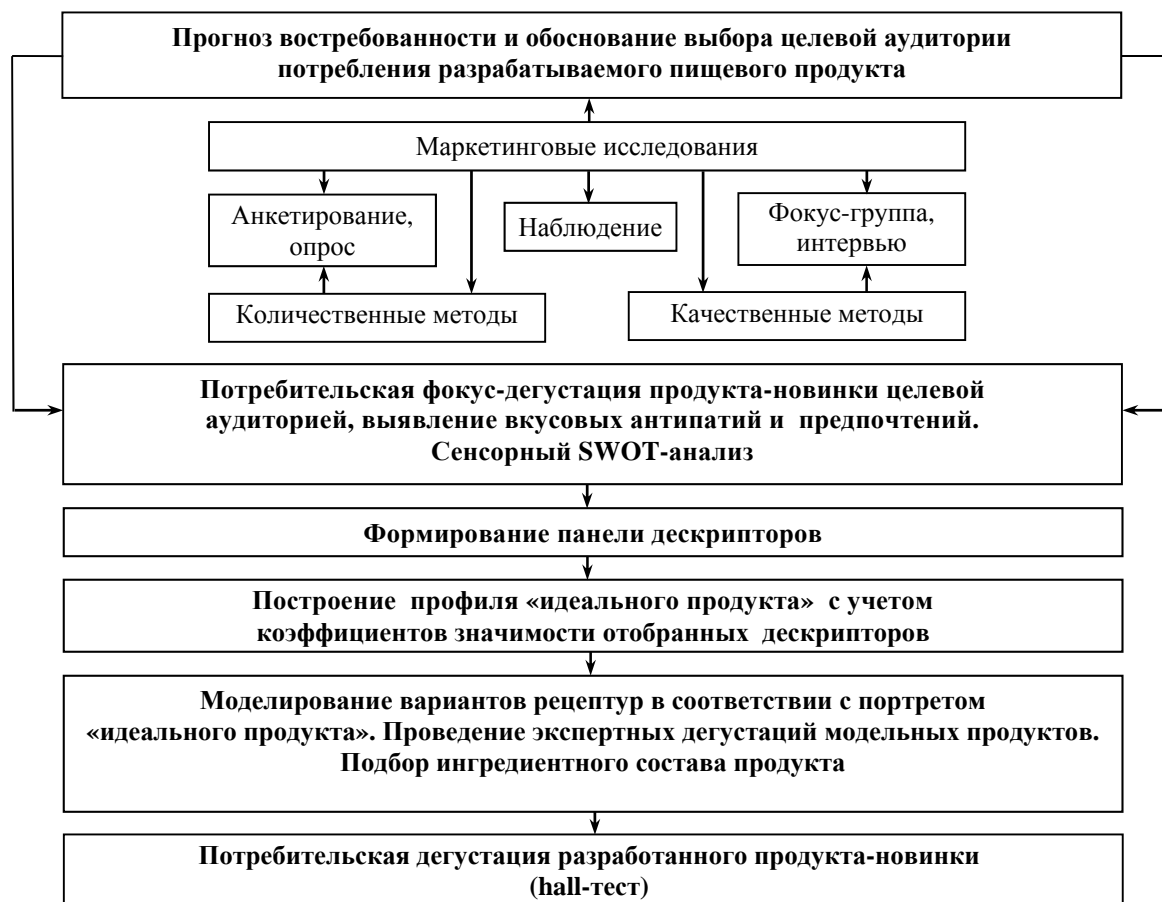 Прогноз востребованности и обоснование выбора целевой аудитории
потребления разрабатываемого пищевого продукта
Маркетинговые исследования
Анкетирование,
опрос
Наблюдение
Фокус-группа,
интервью
Количественные методы
Качественные методы
Потребительская фокус-дегустация продукта-новинки целевой
аудиторией, выявление вкусовых антипатий и предпочтений.
Сенсорный SWOT-анализ
Формирование панели дескрипторов
Построение профиля «идеального продукта» с учетом
коэффициентов значимости отобранных дескрипторов
Моделирование вариантов рецептур в соответствии с портретом
«идеального продукта». Проведение экспертных дегустаций модельных продуктов.
Подбор ингредиентного состава продукта
Потребительская дегустация разработанного продукта-новинки
(hall-тест)